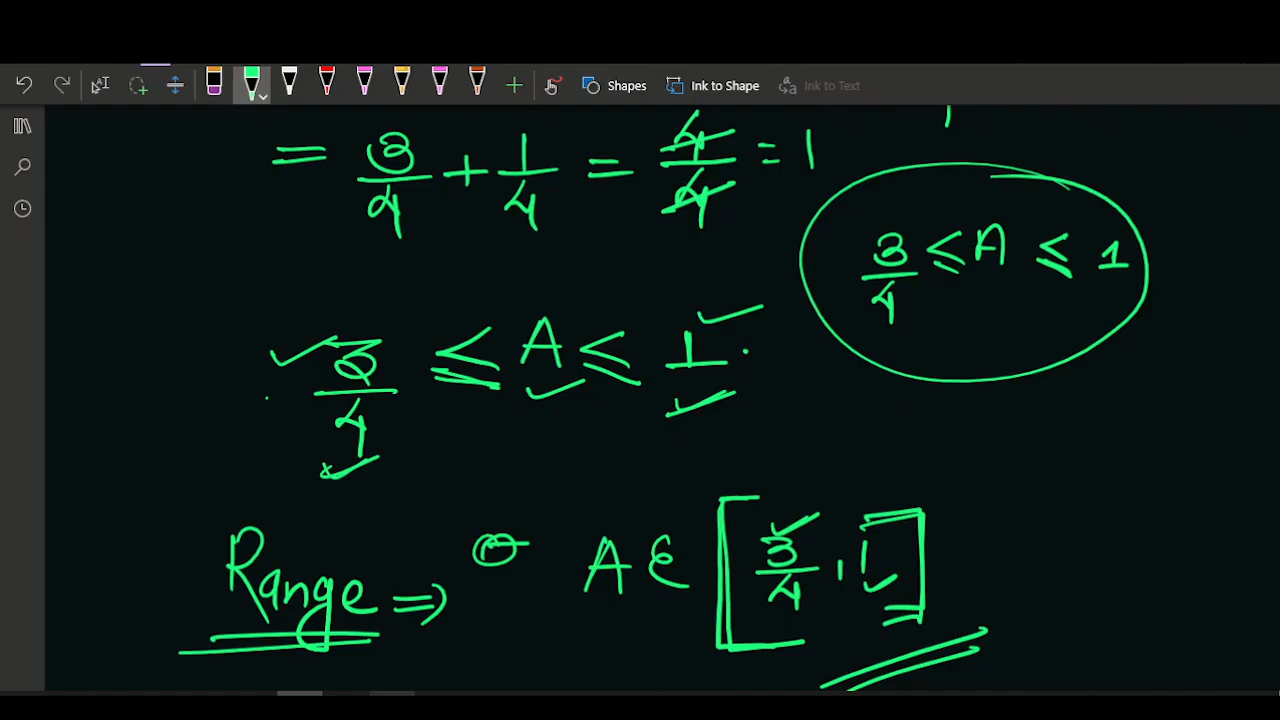 Shapes Ink to Shape Ink to Text
= 3/4 + 1/4 = 4/4 = 1
3/4 ≤ A ≤ 1
3/4 ≤ A ≤ 1
Range ⇒ A ∈ [3/4, 1]